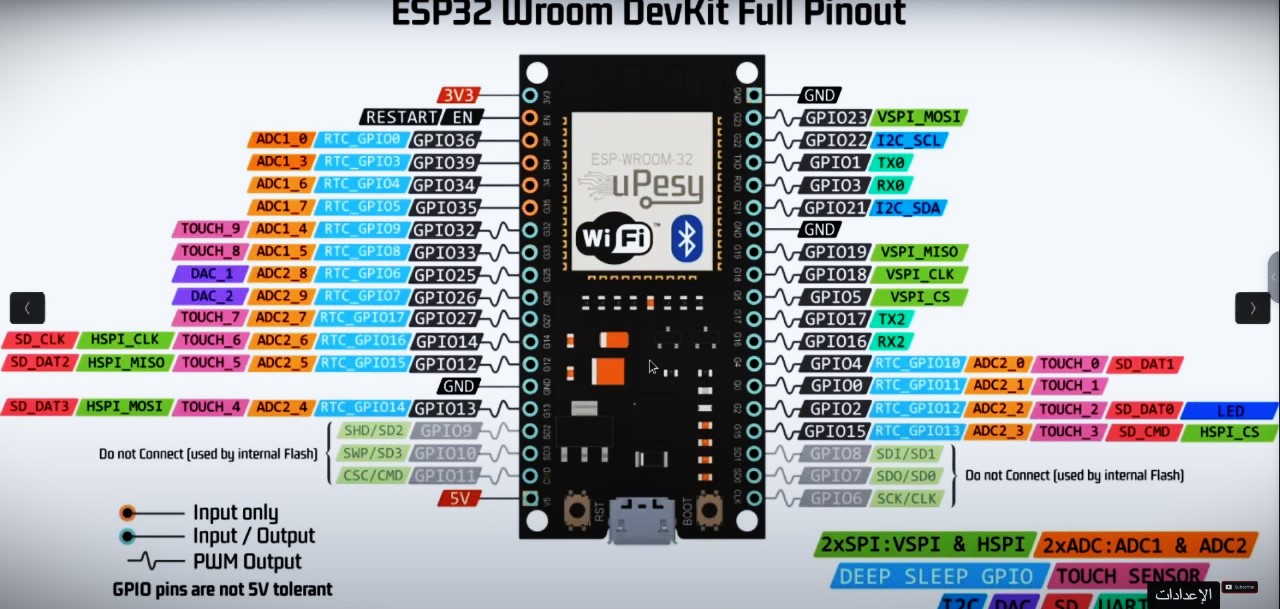 ESP32 Wroom DevKit Full Pinout
3V3 GND
RESTART EN GPIO23 VSPI_MOSI
ADC1_0 RTC_GPIO0 GPIO36 GPIO22 I2C_SCL
ADC1_3 RTC_GPIO3 GPIO39 GPIO1 TX0
ADC1_6 RTC_GPIO4 GPIO34 GPIO3 RX0
ADC1_7 RTC_GPIO5 GPIO35 GPIO21 I2C_SDA
TOUCH_9 ADC1_4 RTC_GPIO9 GPIO32 GND
TOUCH_8 ADC1_5 RTC_GPIO8 GPIO33 GPIO19 VSPI_MISO
DAC_1 ADC2_8 RTC_GPIO6 GPIO25 GPIO18 VSPI_CLK
DAC_2 ADC2_9 RTC_GPIO7 GPIO26 GPIO5 VSPI_CS
TOUCH_7 ADC2_7 RTC_GPIO17 GPIO27 GPIO17 TX2
SD_CLK HSPI_CLK TOUCH_6 ADC2_6 RTC_GPIO16 GPIO14 GPIO16 RX2
SD_DAT2 HSPI_MISO TOUCH_5 ADC2_5 RTC_GPIO15 GPIO12 GPIO4 RTC_GPIO10 ADC2_0 TOUCH_0 SD_DAT1
GND GPIO0 RTC_GPIO11 ADC2_1 TOUCH_1
SD_DAT3 HSPI_MOSI TOUCH_4 ADC2_4 RTC_GPIO14 GPIO13 GPIO2 RTC_GPIO12 ADC2_2 TOUCH_2 SD_DAT0 LED
SHD/SD2 GPIO9 GPIO15 RTC_GPIO13 ADC2_3 TOUCH_3 SD_CMD HSPI_CS
Do not Connect (used by internal Flash) SWP/SD3 GPIO10 GPIO8 SDI/SD1
CSC/CMD GPIO11 GPIO7 SDO/SD0 Do not Connect (used by internal Flash)
5V GPIO6 SCK/CLK
ESP-WROOM-32
uPesy
WiFi
RST BOOT
Input only
Input / Output
PWM Output
GPIO pins are not 5V tolerant
2xSPI:VSPI & HSPI 2xADC:ADC1 & ADC2
DEEP SLEEP GPIO TOUCH SENSOR
I2C DAC SD UART
الإعدادات